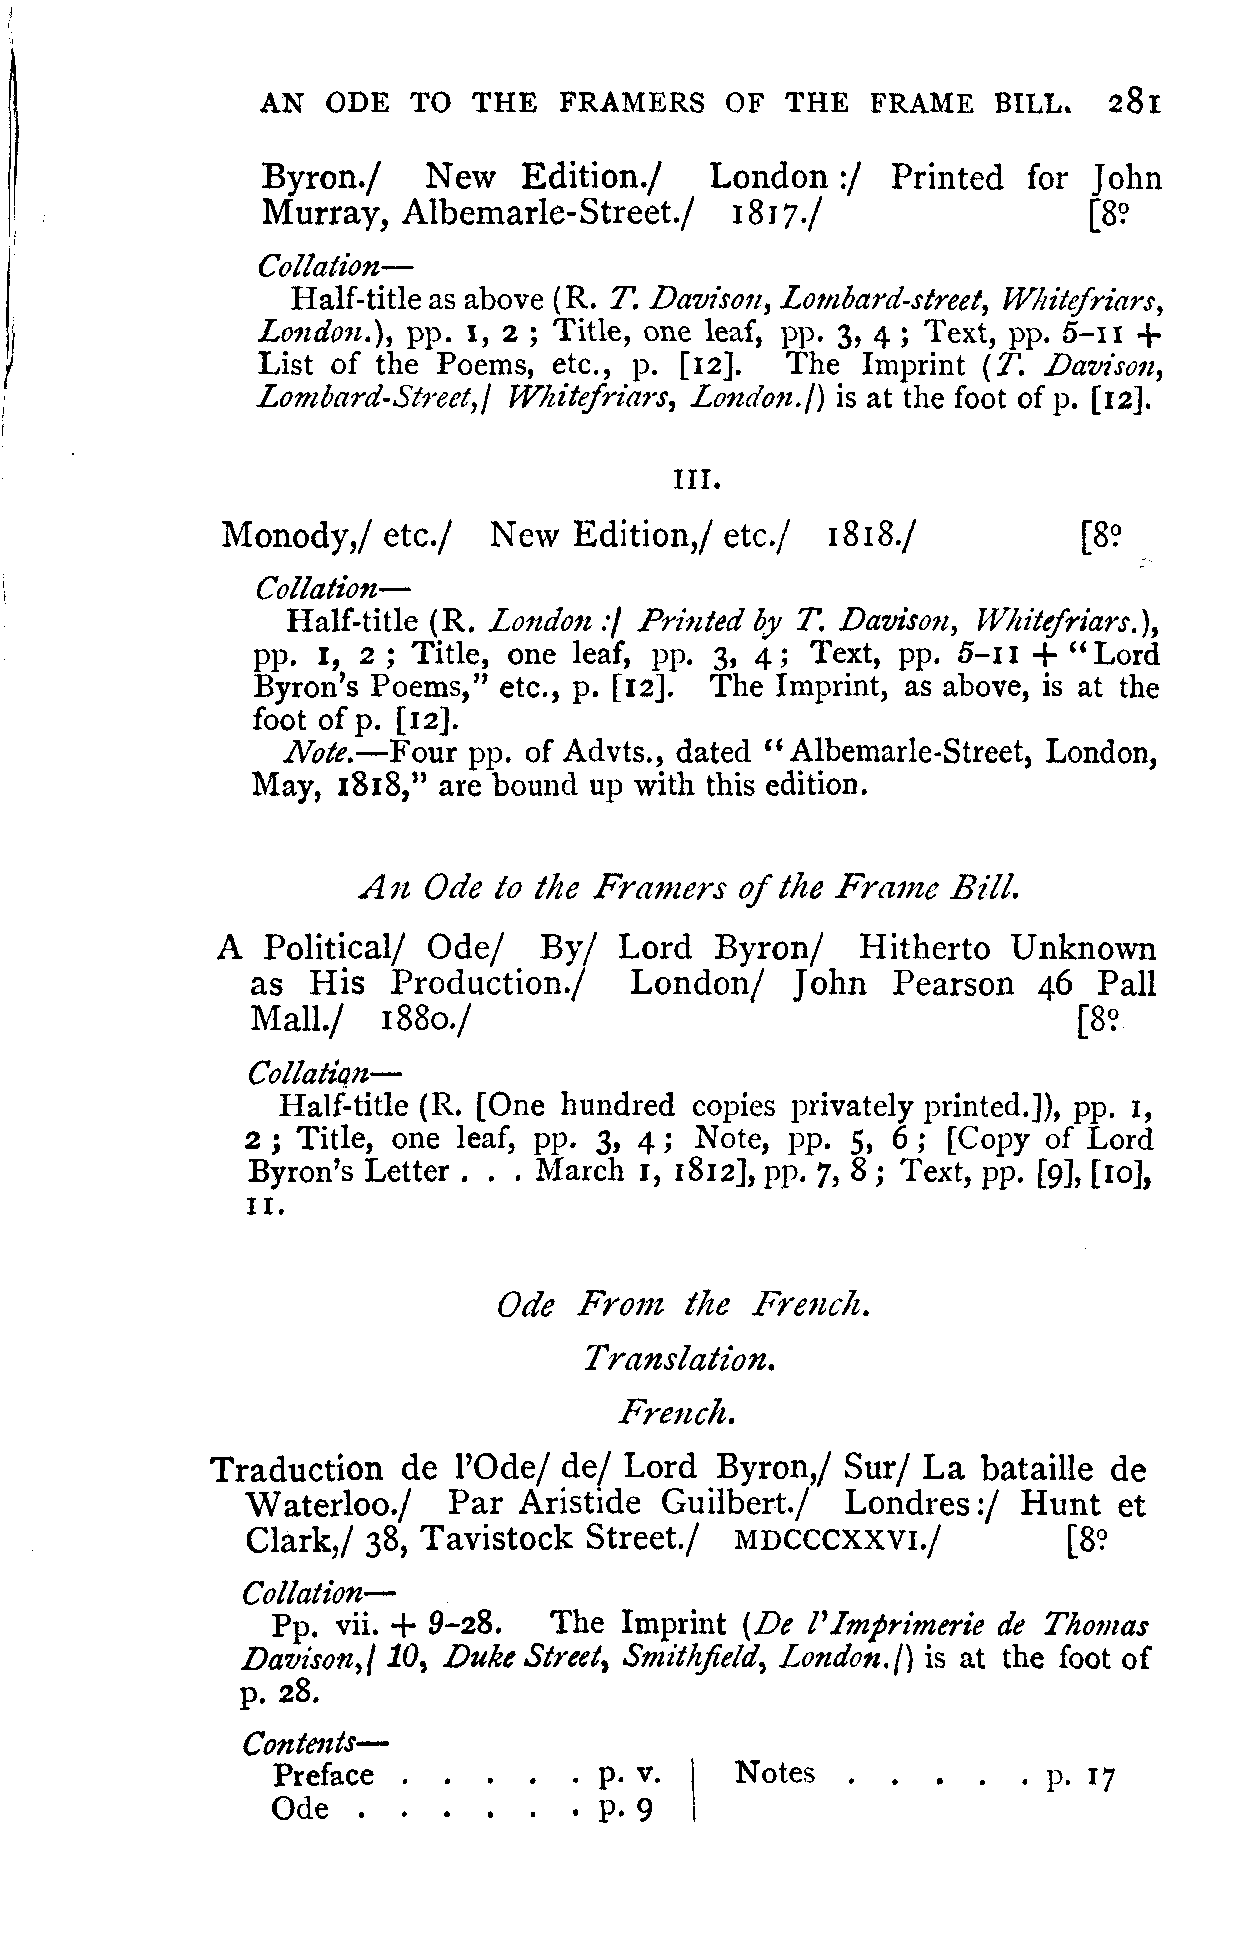 AN ODE TO THE FRAMERS OF THE FRAME BILL. 281
Byron./ New Edition./ London :/ Printed for John
Murray, Albemarle-Street./ 1817./ [8º
Collation—
Half-title as above (R. T. Davison, Lombard-street, Whitefriars,
London.), pp. 1, 2 ; Title, one leaf, pp. 3, 4 ; Text, pp. 5-11 +
List of the Poems, etc., p. [12]. The Imprint (T. Davison,
Lombard-Street,/ Whitefriars, London./) is at the foot of p. [12].
III.
Monody,/ etc./ New Edition,/ etc./ 1818./ [8º
Collation—
Half-title (R. London :/ Printed by T. Davison, Whitefriars.),
pp. 1, 2 ; Title, one leaf, pp. 3, 4 ; Text, pp. 5-11 + "Lord
Byron's Poems," etc., p. [12]. The Imprint, as above, is at the
foot of p. [12].
Note.—Four pp. of Advts., dated "Albemarle-Street, London,
May, 1818," are bound up with this edition.
An Ode to the Framers of the Frame Bill.
A Political/ Ode/ By/ Lord Byron/ Hitherto Unknown
as His Production./ London/ John Pearson 46 Pall
Mall./ 1880./ [8º
Collation—
Half-title (R. [One hundred copies privately printed.]), pp. 1,
2 ; Title, one leaf, pp. 3, 4 ; Note, pp. 5, 6 ; [Copy of Lord
Byron's Letter . . . March 1, 1812], pp. 7, 8 ; Text, pp. [9], [10],
11.
Ode From the French.
Translation.
French.
Traduction de l'Ode/ de/ Lord Byron,/ Sur/ La bataille de
Waterloo./ Par Aristide Guilbert./ Londres :/ Hunt et
Clark,/ 38, Tavistock Street./ MDCCCXXVI./ [8º
Collation—
Pp. vii. + 9-28. The Imprint (De l'Imprimerie de Thomas
Davison,/ 10, Duke Street, Smithfield, London./) is at the foot of
p. 28.
Contents—
Preface . . . . . p. v. | Notes . . . . . p. 17
Ode . . . . . . p. 9 |